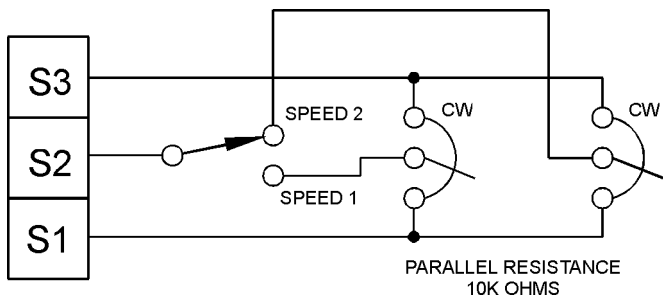 S3
S2
S1
SPEED 2
SPEED 1
CW
CW
PARALLEL RESISTANCE
10K OHMS